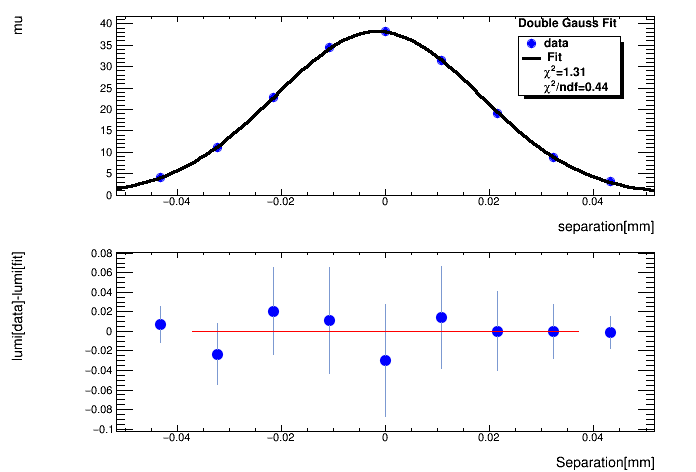 mu
Double Gauss Fit
data
Fit
χ²=1.31
χ²/ndf=0.44
40
35
30
25
20
15
10
5
0
−0.04 −0.02 0 0.02 0.04
separation[mm]
lumi[data]-lumi[fit]
0.08
0.06
0.04
0.02
0
−0.02
−0.04
−0.06
−0.08
−0.1
−0.04 −0.02 0 0.02 0.04
Separation[mm]